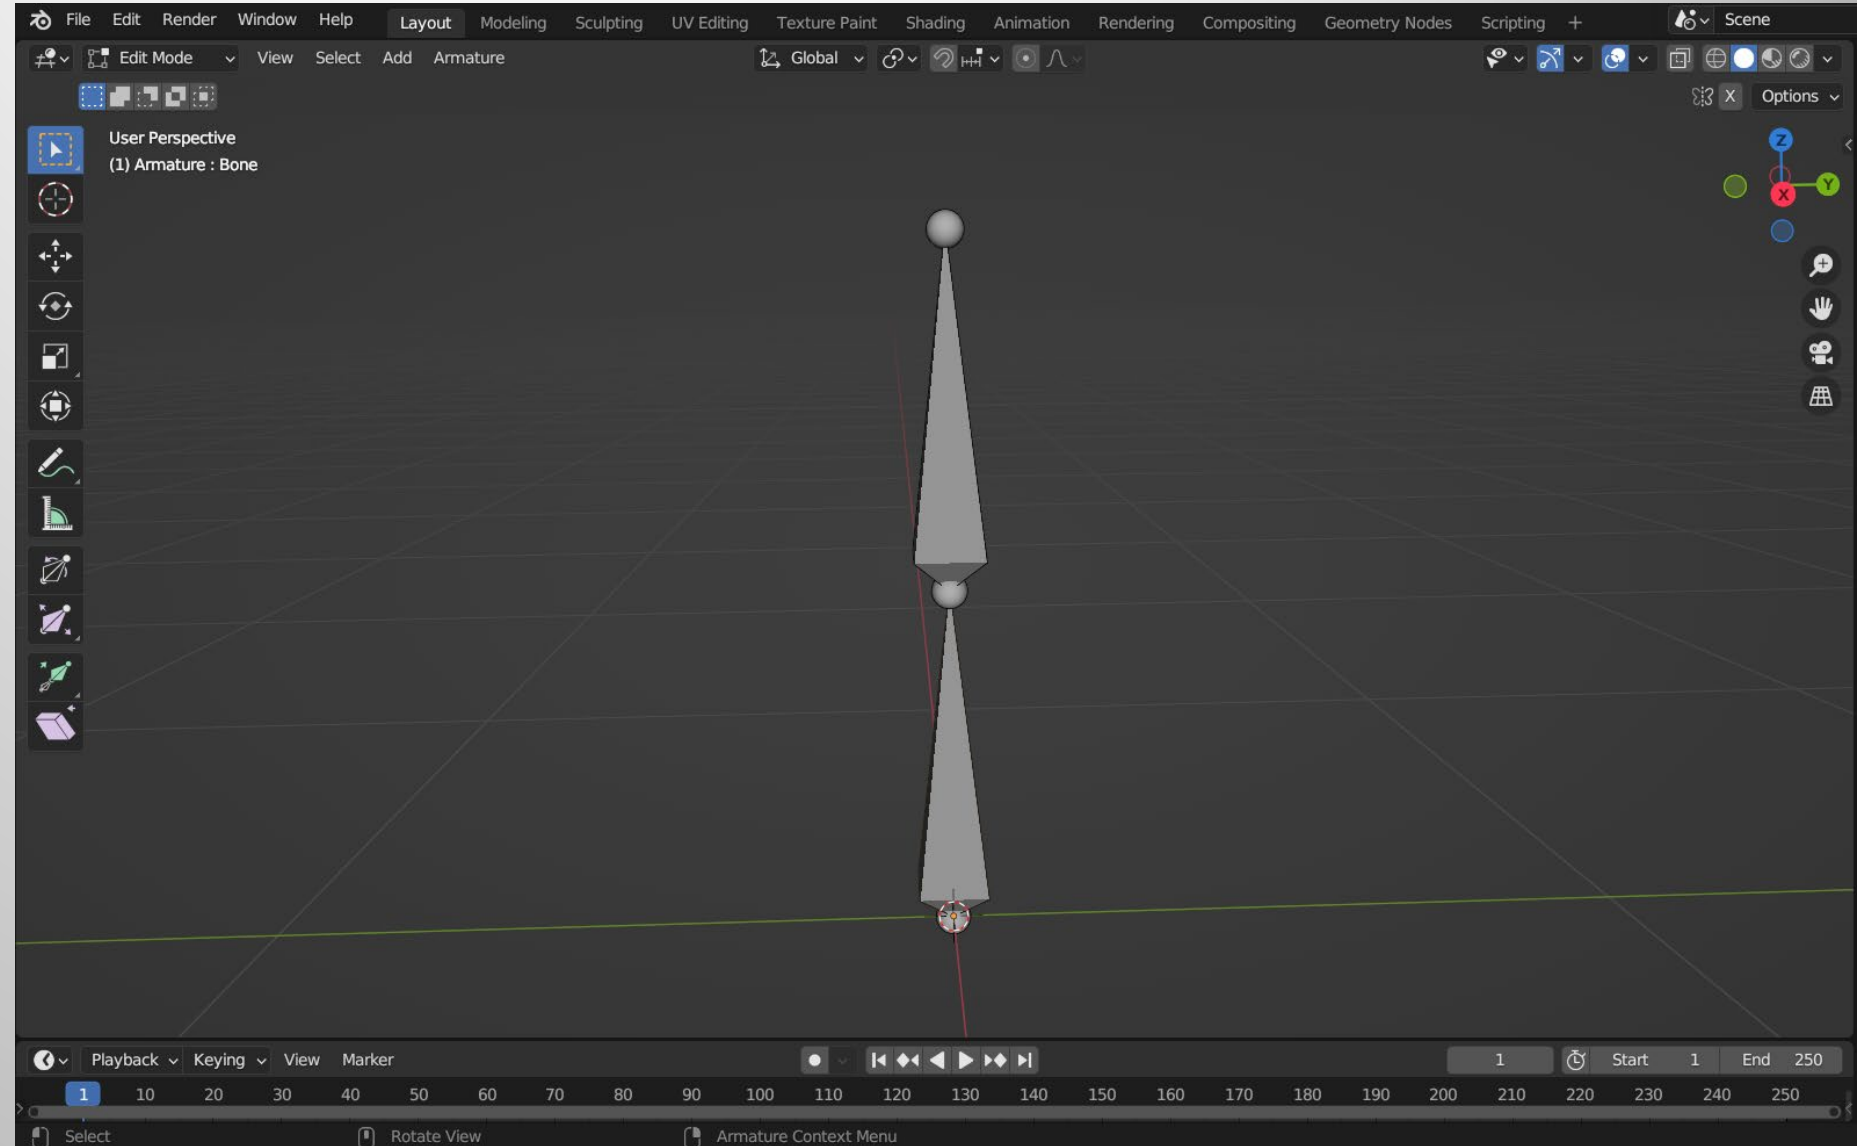 File Edit Render Window Help Layout Modeling Sculpting UV Editing Texture Paint Shading Animation Rendering Compositing Geometry Nodes Scripting + Scene
Edit Mode View Select Add Armature Global
X Options
User Perspective
(1) Armature : Bone
Z
Y
X
Playback Keying View Marker 1 Start 1 End 250
1 10 20 30 40 50 60 70 80 90 100 110 120 130 140 150 160 170 180 190 200 210 220 230 240 250
Select Rotate View Armature Context Menu